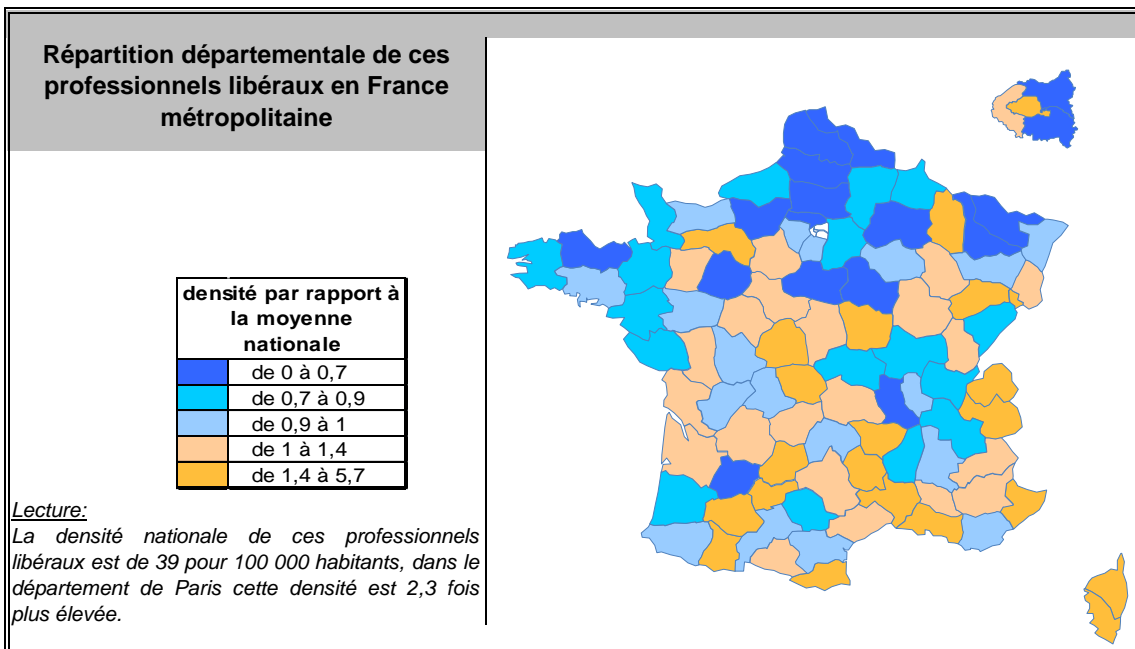 Répartition départementale de ces
professionnels libéraux en France
métropolitaine
densité par rapport à
la moyenne
nationale
de 0 à 0,7
de 0,7 à 0,9
de 0,9 à 1
de 1 à 1,4
de 1,4 à 5,7
Lecture:
La densité nationale de ces professionnels
libéraux est de 39 pour 100 000 habitants, dans le
département de Paris cette densité est 2,3 fois
plus élevée.